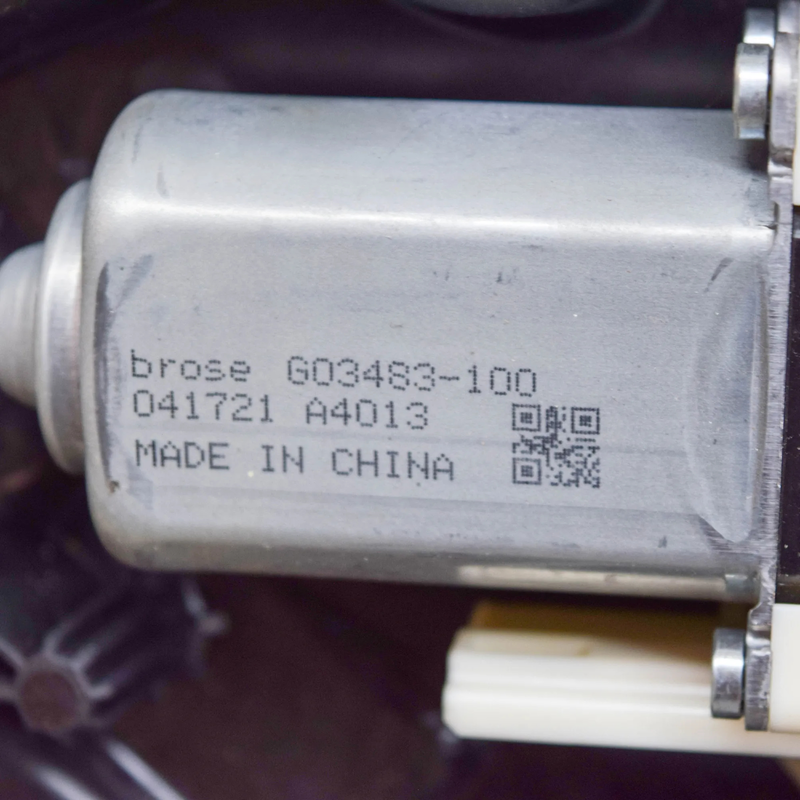 brose G03483-100
041721 A4013
MADE IN CHINA